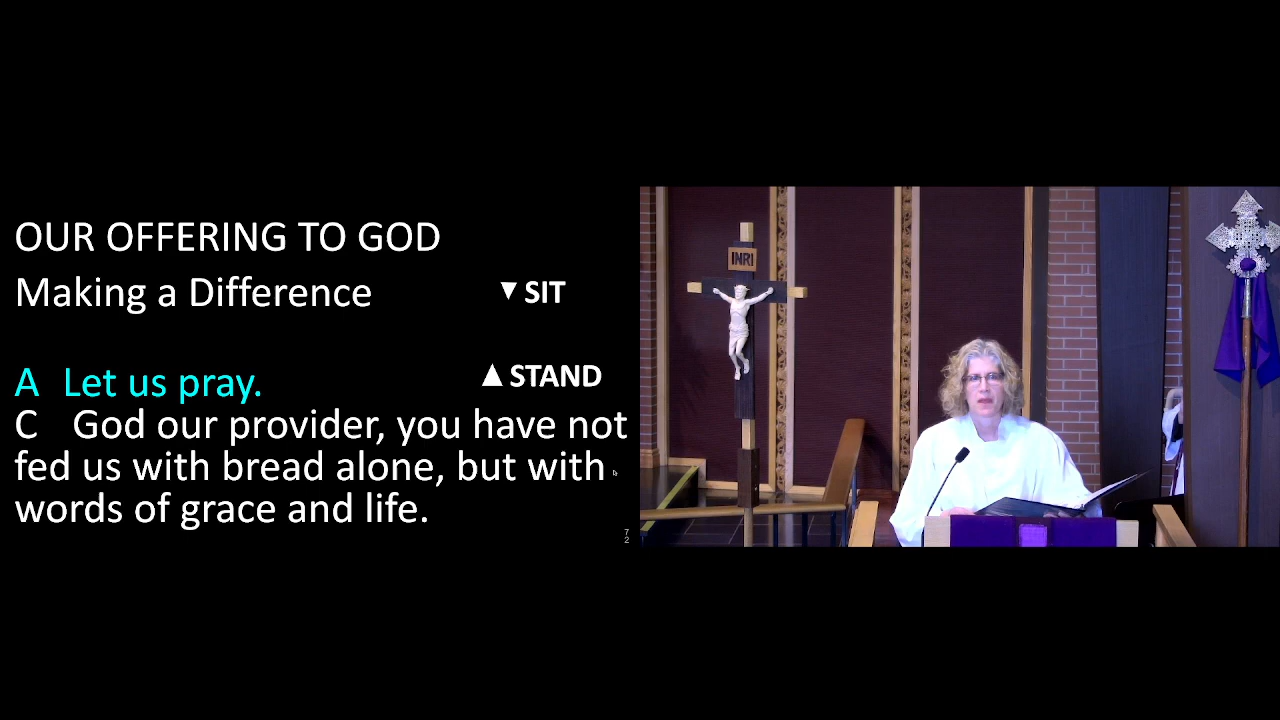 OUR OFFERING TO GOD
Making a Difference ▼ SIT
A Let us pray. ▲ STAND
C God our provider, you have not
fed us with bread alone, but with
words of grace and life.
72
INRI